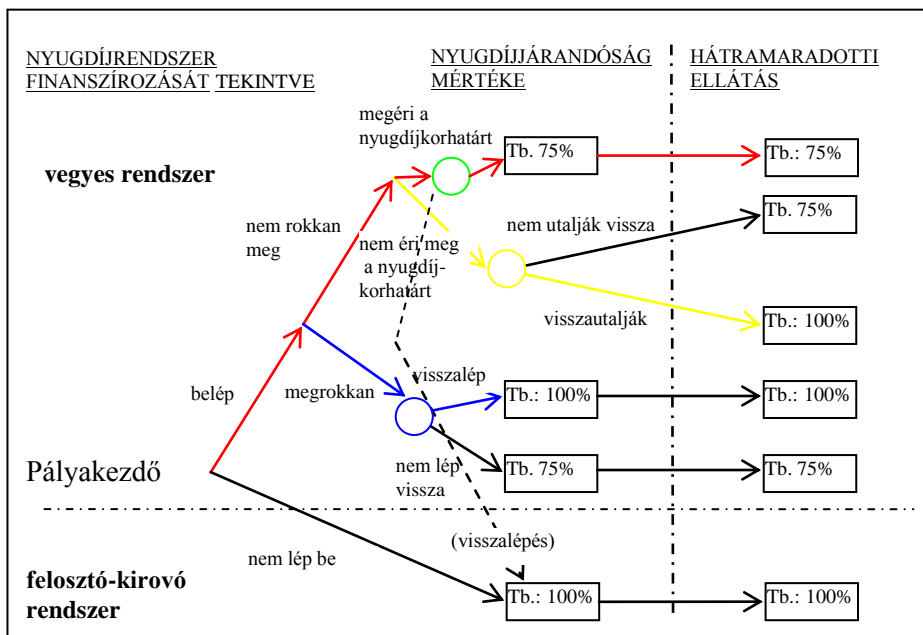 NYUGDÍJRENDSZER
FINANSZÍROZÁSÁT TEKINTVE
NYUGDÍJJÁRANDÓSÁG
MÉRTÉKE
HÁTRAMARADOTTI
ELLÁTÁS
megéri a
nyugdíjkorhatárt
Tb. 75%
Tb.: 75%
vegyes rendszer
nem rokkan
meg
nem éri meg
a nyugdíj-
korhatárt
nem utalják vissza
Tb. 75%
visszautalják
Tb.: 100%
belép
megrokkan
visszalép
Tb.: 100%
Tb.: 100%
Pályakezdő
nem lép
vissza
Tb. 75%
Tb.: 75%
nem lép be
(visszalépés)
felosztó-kirovó
rendszer
Tb.: 100%
Tb.: 100%